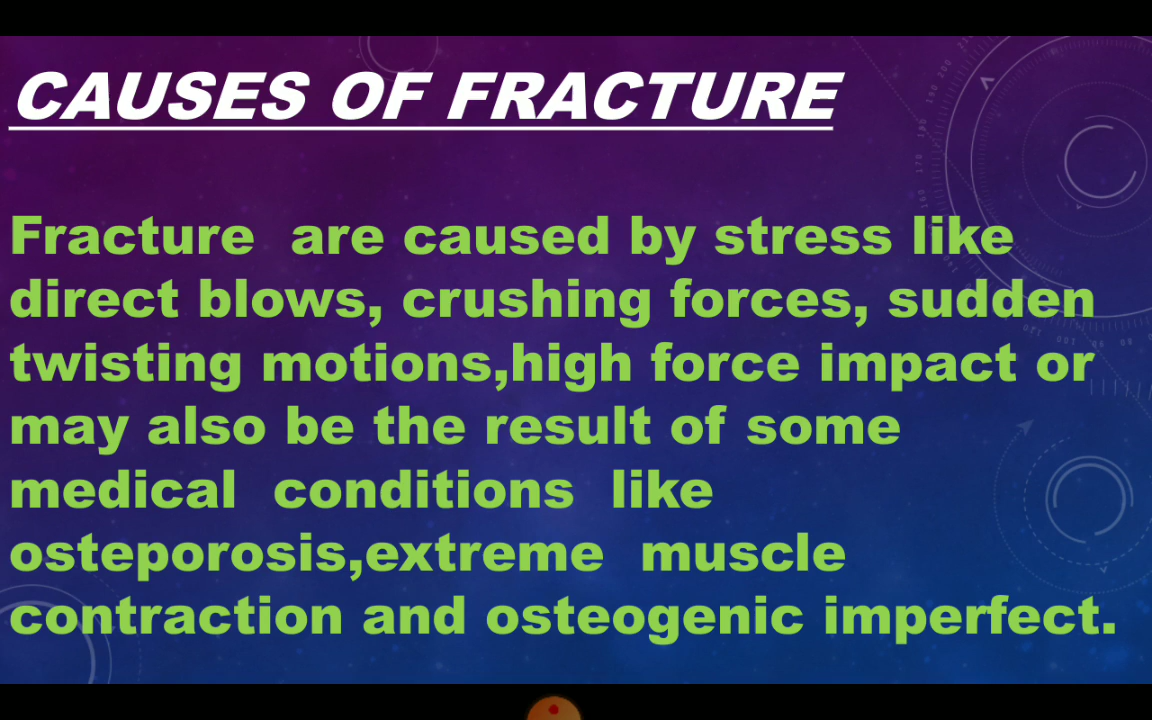 CAUSES OF FRACTURE
Fracture are caused by stress like
direct blows, crushing forces, sudden
twisting motions,high force impact or
may also be the result of some
medical conditions like
osteporosis,extreme muscle
contraction and osteogenic imperfect.